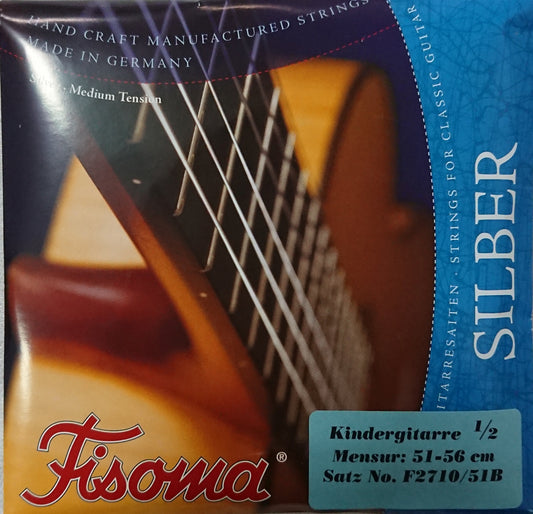 HAND CRAFT MANUFACTURED STRINGS
MADE IN GERMANY
Medium Tension
ITARRESAITEN · STRINGS FOR CLASSIC GUITAR
SILBER
Fisoma®
Kindergitarre 1/2
Mensur: 51-56 cm
Satz No. F2710/51B